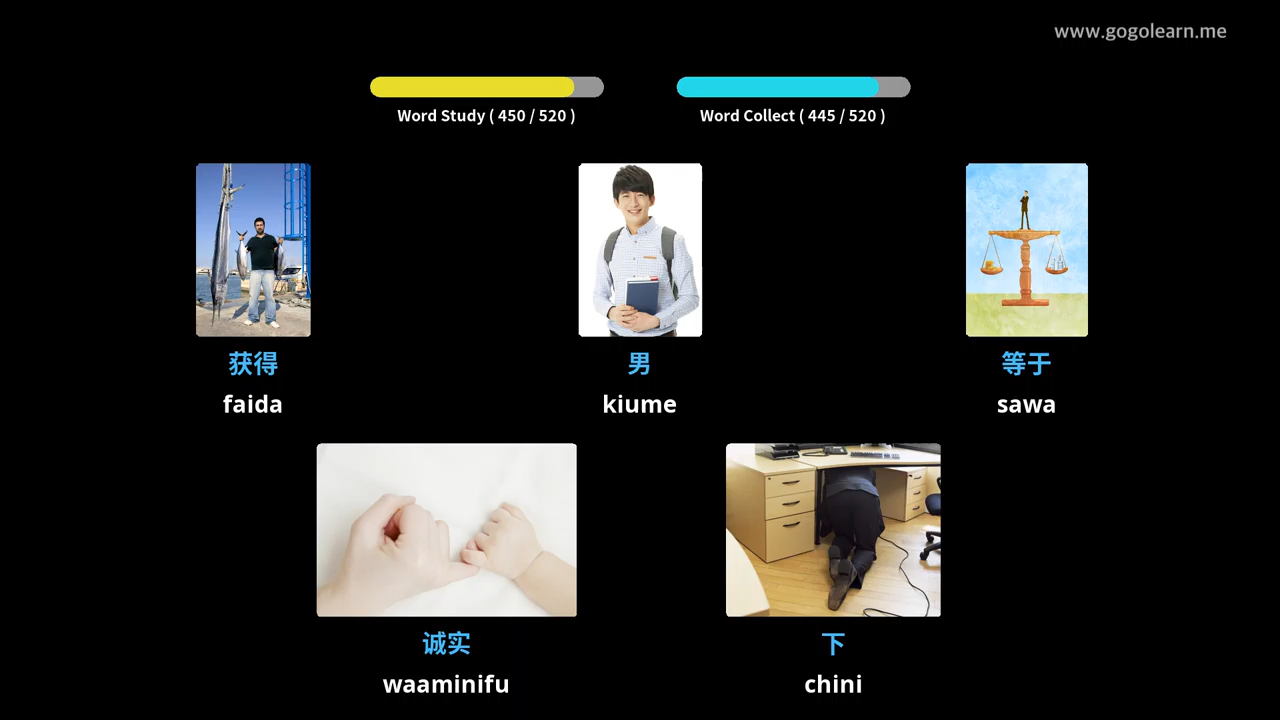 www.gogolearn.me
Word Study ( 450 / 520 )
Word Collect ( 445 / 520 )
获得
faida
男
kiume
等于
sawa
诚实
waaminifu
下
chini